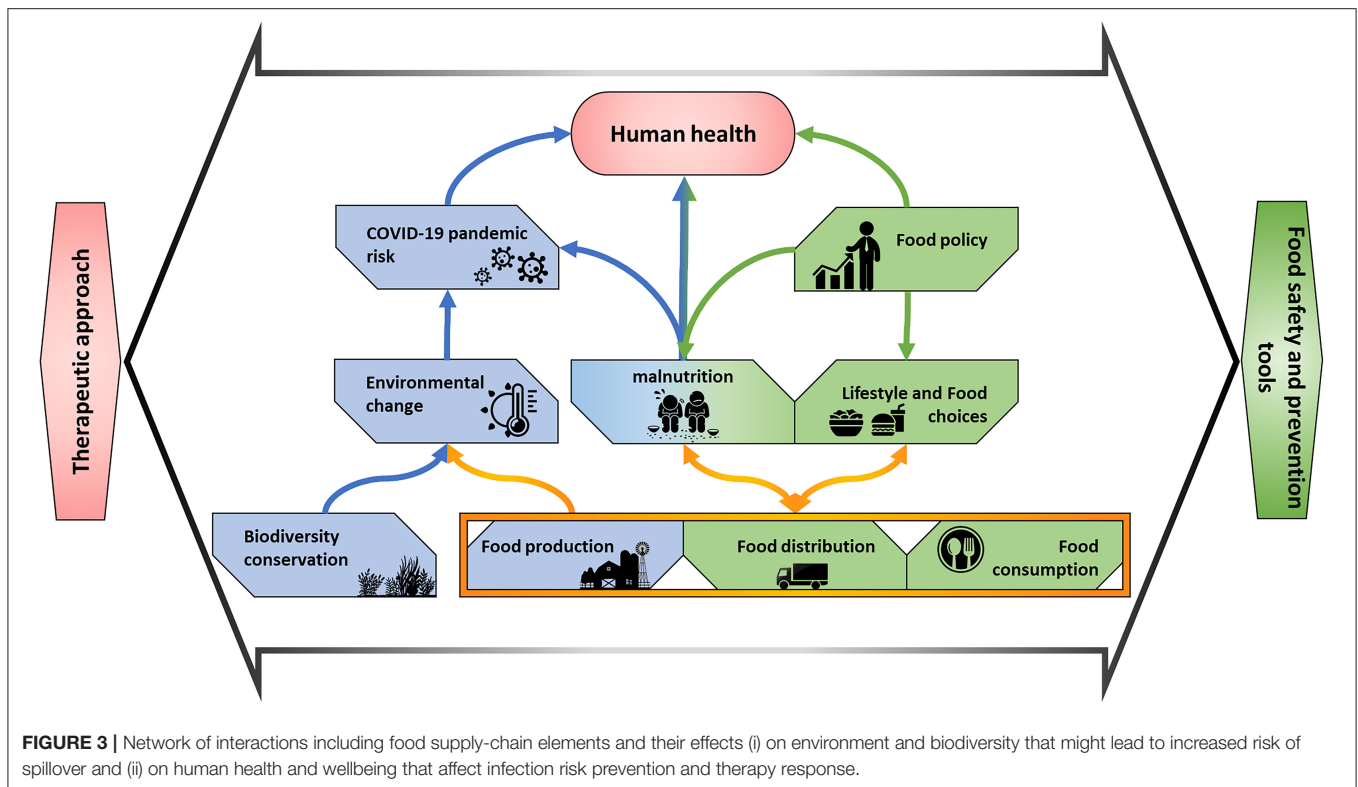 Human health
COVID-19 pandemic
risk
Food policy
Therapeutic approach
Food safety and prevention
tools
Environmental
change
malnutrition
Lifestyle and Food
choices
Biodiversity
conservation
Food production
Food distribution
Food
consumption
FIGURE 3 | Network of interactions including food supply-chain elements and their effects (i) on environment and biodiversity that might lead to increased risk of
spillover and (ii) on human health and wellbeing that affect infection risk prevention and therapy response.